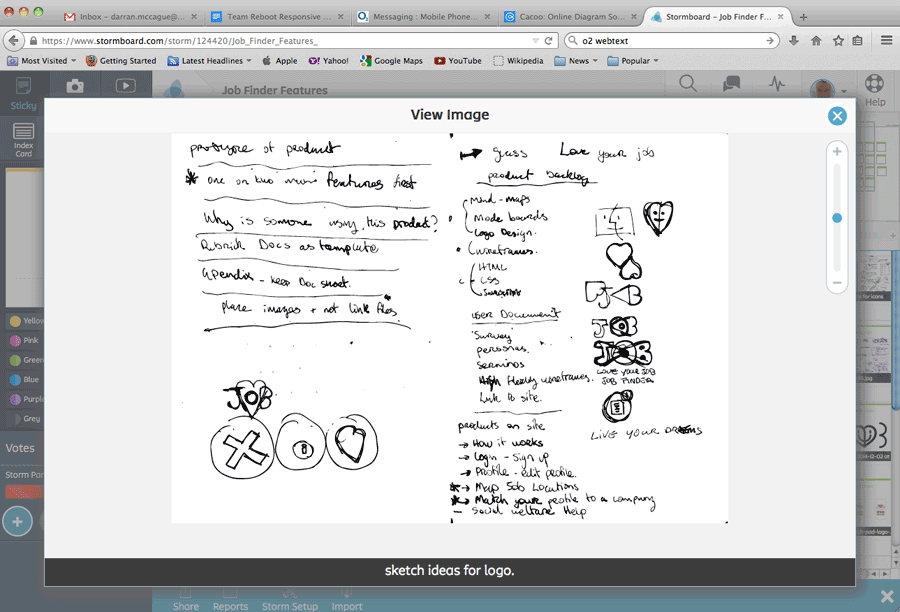 Inbox - darran.mccague@...
Team Reboot Responsive ...
Messaging : Mobile Phone...
Cacoo: Online Diagram So...
Stormboard - Job Finder F...
https://www.stormboard.com/storm/124420/Job_Finder_Features_
o2 webtext
Most Visited
Getting Started
Latest Headlines
Apple
Yahoo!
Google Maps
YouTube
Wikipedia
News
Popular
Sticky
Job Finder Features
Help
Index Card
View Image
prototype of product
one or two main features first
Why is someone using this product?
Rubrik Docs as template
Apendix - keep Doc short.
place images + not link files
JOB
guess Love your job
product backlog
mind-maps
Mode boards
Logo Design.
wireframes.
HTML
CSS
user Document
Survey
personas.
wireframes.
Link to site.
products on site
→ How it works
→ Login - Sign up
→ Profile - edit profile.
→ Map Job Locations
→ Match your profile to a company
- Social welfare Help
JOB
JOB
LOVE YOUR JOB
JOB FINDER
LIVE YOUR DREAMS
Yellow
Pink
Green
Blue
Purple
Grey
Votes
Storm Par
sketch ideas for logo.
Share
Reports
Storm Setup
Import